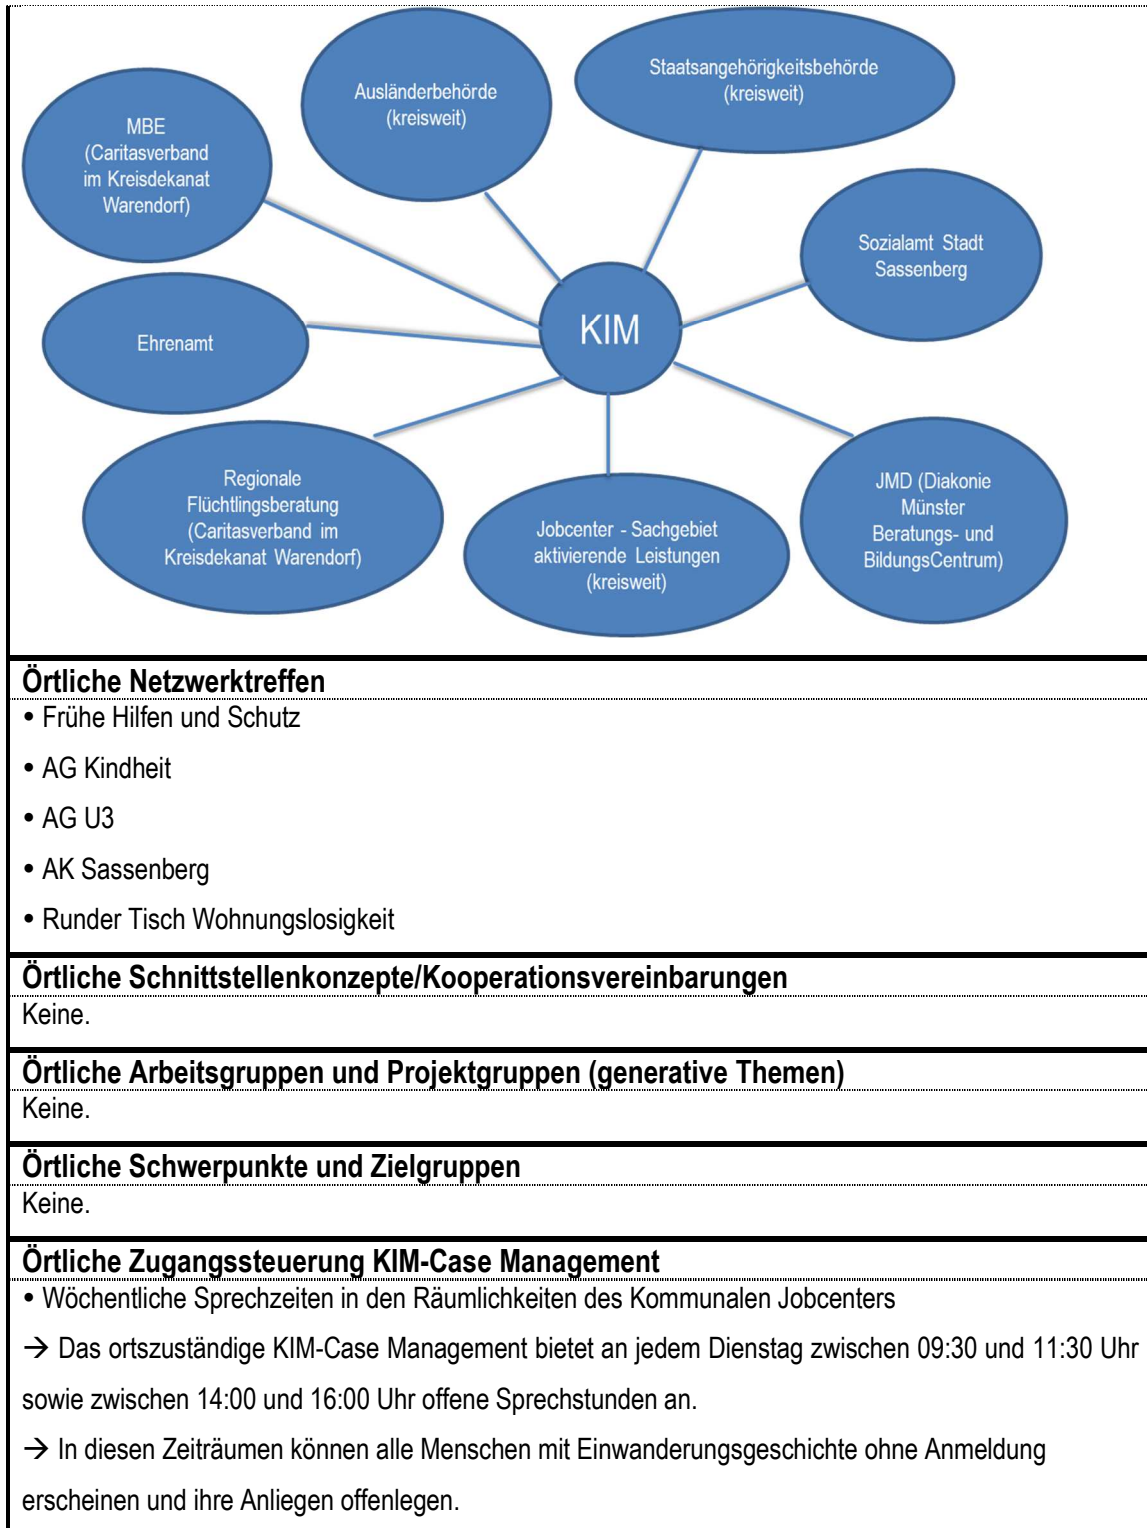 Staatsangehörigkeitsbehörde
(kreisweit)
Ausländerbehörde
(kreisweit)
MBE
(Caritasverband
im Kreisdekanat
Warendorf)
Sozialamt Stadt
Sassenberg
KIM
Ehrenamt
Regionale
Flüchtlingsberatung
(Caritasverband im
Kreisdekanat Warendorf)
Jobcenter - Sachgebiet
aktivierende Leistungen
(kreisweit)
JMD (Diakonie
Münster
Beratungs- und
BildungsCentrum)
Örtliche Netzwerktreffen
• Frühe Hilfen und Schutz
• AG Kindheit
• AG U3
• AK Sassenberg
• Runder Tisch Wohnungslosigkeit
Örtliche Schnittstellenkonzepte/Kooperationsvereinbarungen
Keine.
Örtliche Arbeitsgruppen und Projektgruppen (generative Themen)
Keine.
Örtliche Schwerpunkte und Zielgruppen
Keine.
Örtliche Zugangssteuerung KIM-Case Management
• Wöchentliche Sprechzeiten in den Räumlichkeiten des Kommunalen Jobcenters
→ Das ortszuständige KIM-Case Management bietet an jedem Dienstag zwischen 09:30 und 11:30 Uhr
sowie zwischen 14:00 und 16:00 Uhr offene Sprechstunden an.
→ In diesen Zeiträumen können alle Menschen mit Einwanderungsgeschichte ohne Anmeldung
erscheinen und ihre Anliegen offenlegen.